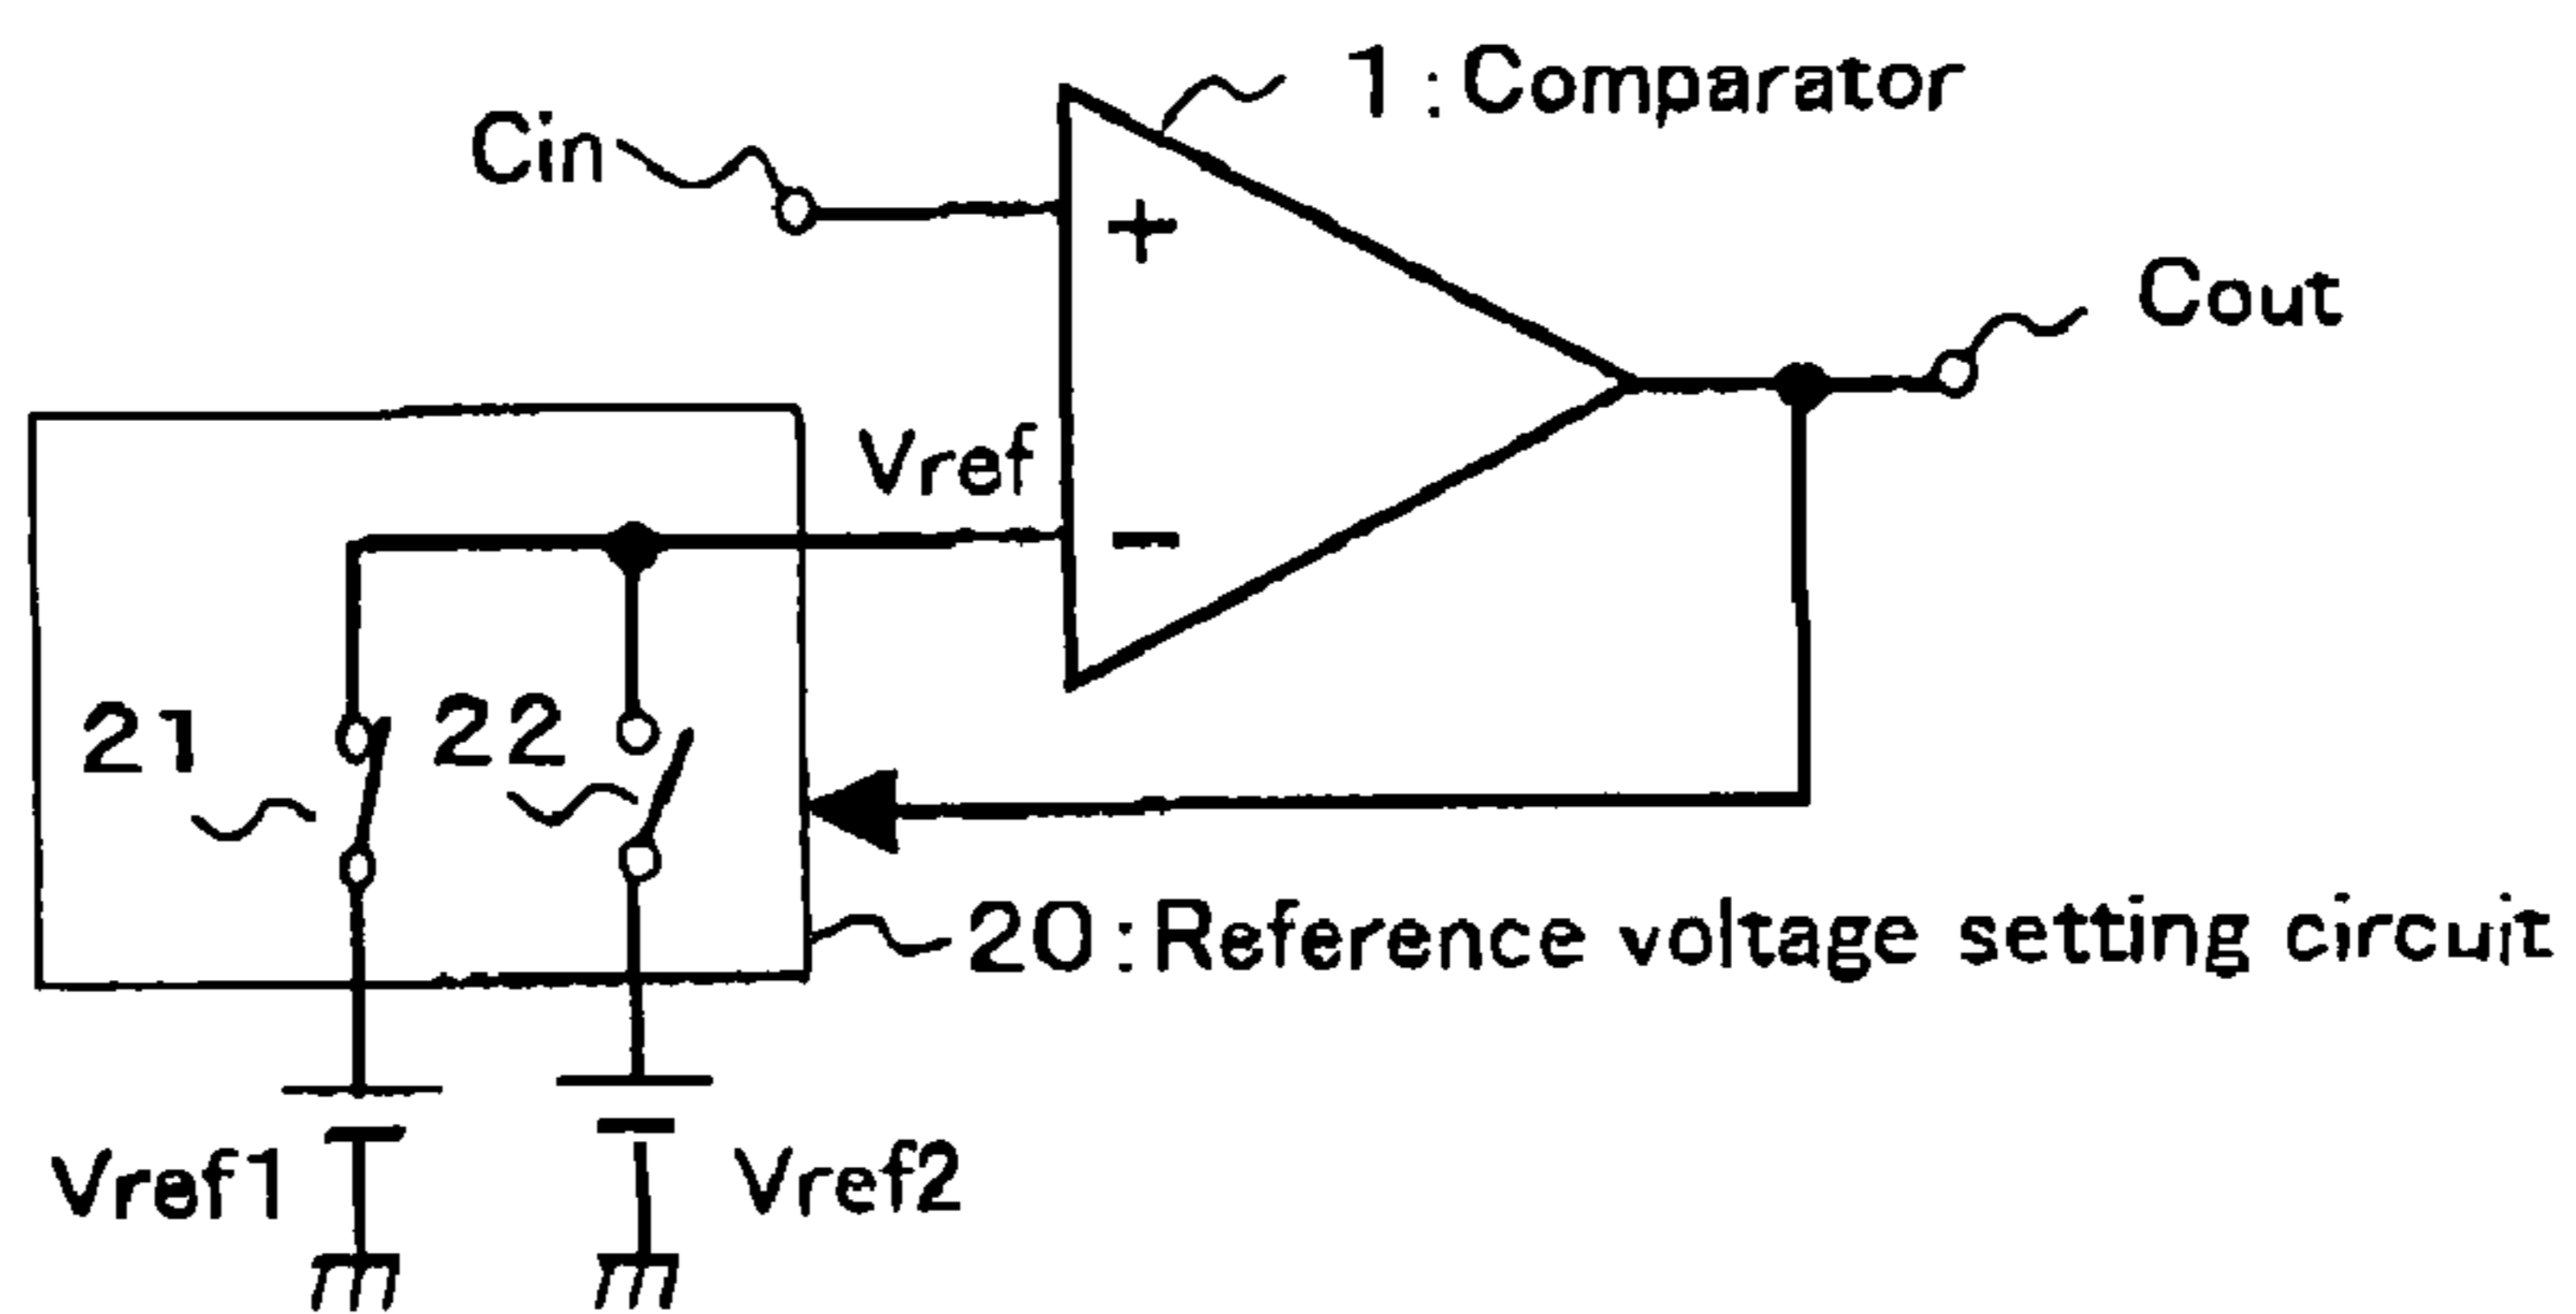 1 : Comparator
Cin
+
Cout
Vref
−
21
22
20 : Reference voltage setting circuit
Vref1
Vref2